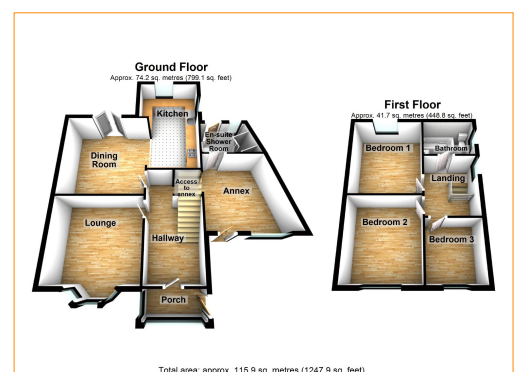 Ground Floor
Approx. 74.2 sq. metres (799.1 sq. feet)
Kitchen
En-suite
Shower
Room
Dining
Room
Access
to
annex
Annex
Lounge
Hallway
Porch
First Floor
Approx. 41.7 sq. metres (448.8 sq. feet)
Bathroom
Bedroom 1
Landing
Bedroom 2
Bedroom 3
Total area: approx. 115.9 sq. metres (1247.9 sq. feet)